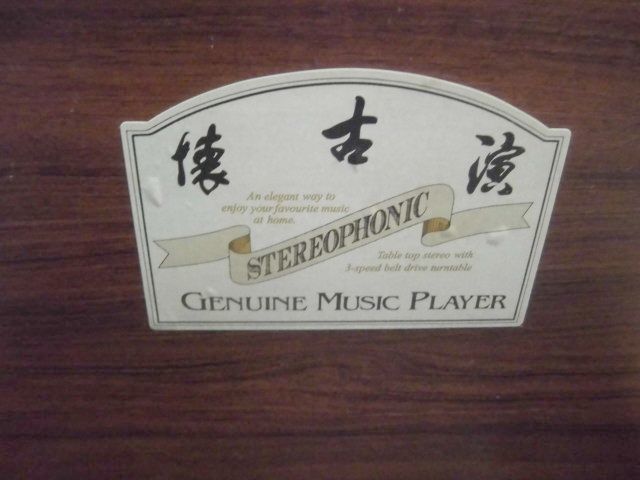 懐古演
An elegant way to
enjoy your favourite music
at home.
STEREOPHONIC
Table top stereo with
3-speed belt drive turntable
GENUINE MUSIC PLAYER